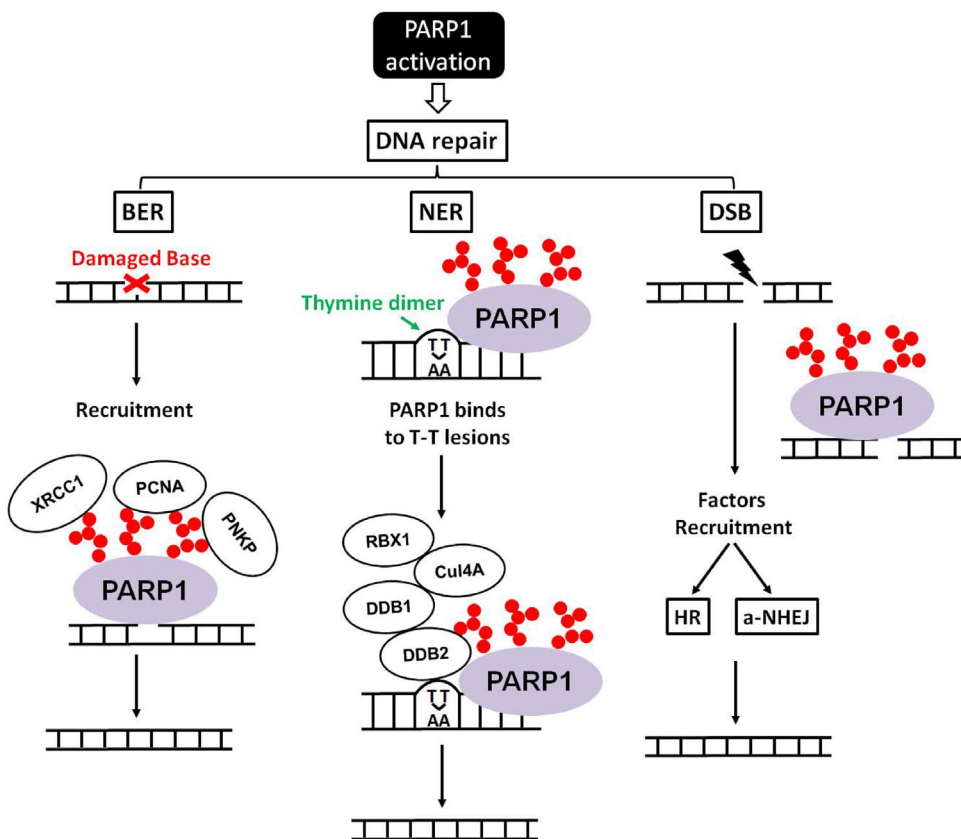 PARP1
activation
DNA repair
BER
Damaged Base
Recruitment
XRCC1
PCNA
PNKP
PARP1
NER
Thymine dimer
PARP1
TT
AA
PARP1 binds
to T-T lesions
RBX1
Cul4A
DDB1
DDB2
PARP1
TT
AA
DSB
PARP1
Factors
Recruitment
HR
a-NHEJ